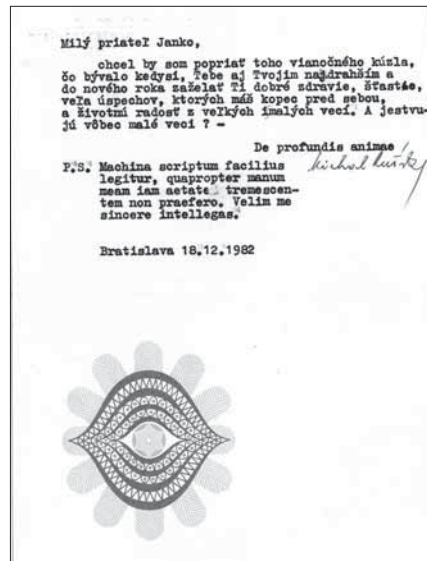 Milý priateľ Janko,
chcel by som popriať toho vianočného kúzla,
čo bývalo kedysi, Tebe aj Tvojim najdrahším a
do nového roka zaželať Ti dobré zdravie, šťastie,
veľa úspechov, ktorých máš kopec pred sebou,
a životnú radosť z veľkých imalých vecí. A jestvu-
jú vôbec malé veci ? -
De profundis animae
P.S. Machina scriptum facilius
legitur, quapropter manum
meam iam aetate tremescen-
tem non praefero. Velim me
sincere intellegas.
Bratislava 18.12.1982